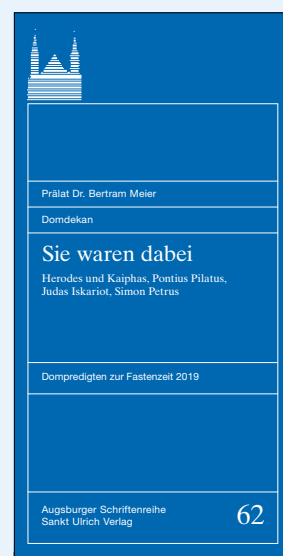 Prälat Dr. Bertram Meier
Domdekan
Sie waren dabei
Herodes und Kaiphas, Pontius Pilatus,
Judas Iskariot, Simon Petrus
Dompredigten zur Fastenzeit 2019
Augsburger Schriftenreihe
Sankt Ulrich Verlag
62